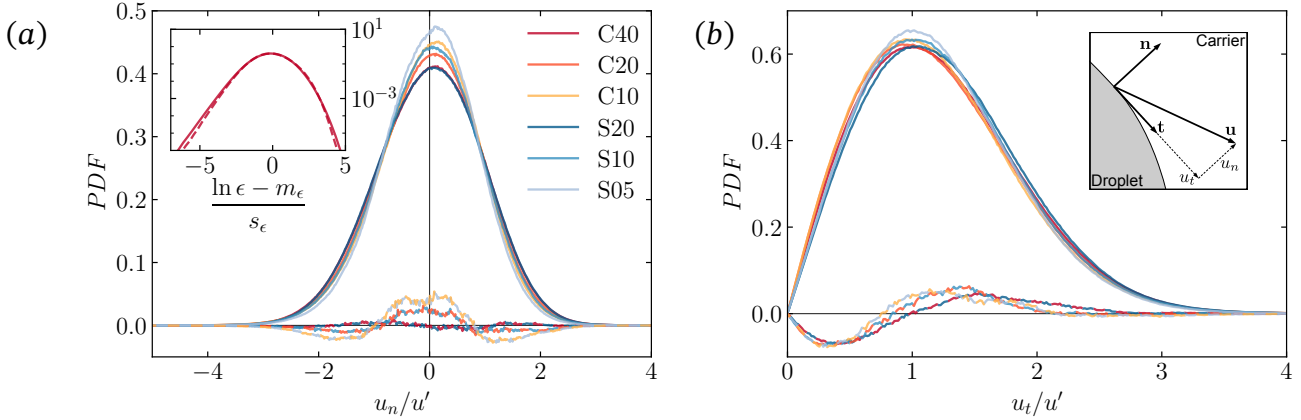 (a)
0.5
0.4
0.3
0.2
0.1
0.0
PDF
−4
−2
0
2
4
u_n/u′
10^1
10^−3
−5
0
5
ln ϵ − m_ϵ
s_ϵ
C40
C20
C10
S20
S10
S05
(b)
0.6
0.4
0.2
0.0
PDF
0
1
2
3
4
u_t/u′
Carrier
n
t
u
u_n
u_t
Droplet